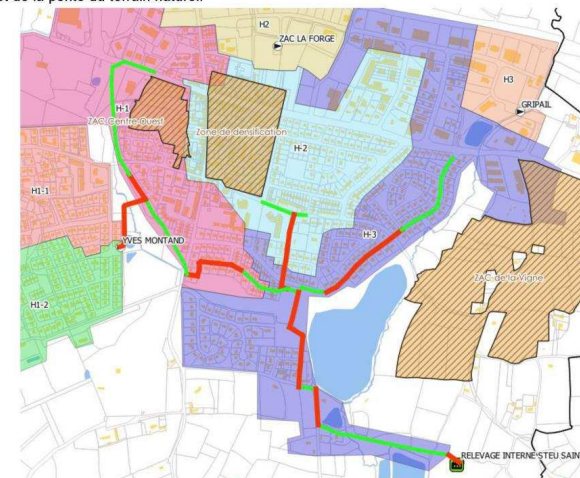 de la pente du terrain naturel.
H2
ZAC LA FORGE
H3
GRIPAIL
H-1
ZAC Centre Ouest
Zone de densification
H-2
H1-1
H-3
YVES MONTAND
ZAC de la Vigne
H1-2
RELEVAGE INTERNE STEU SAIN